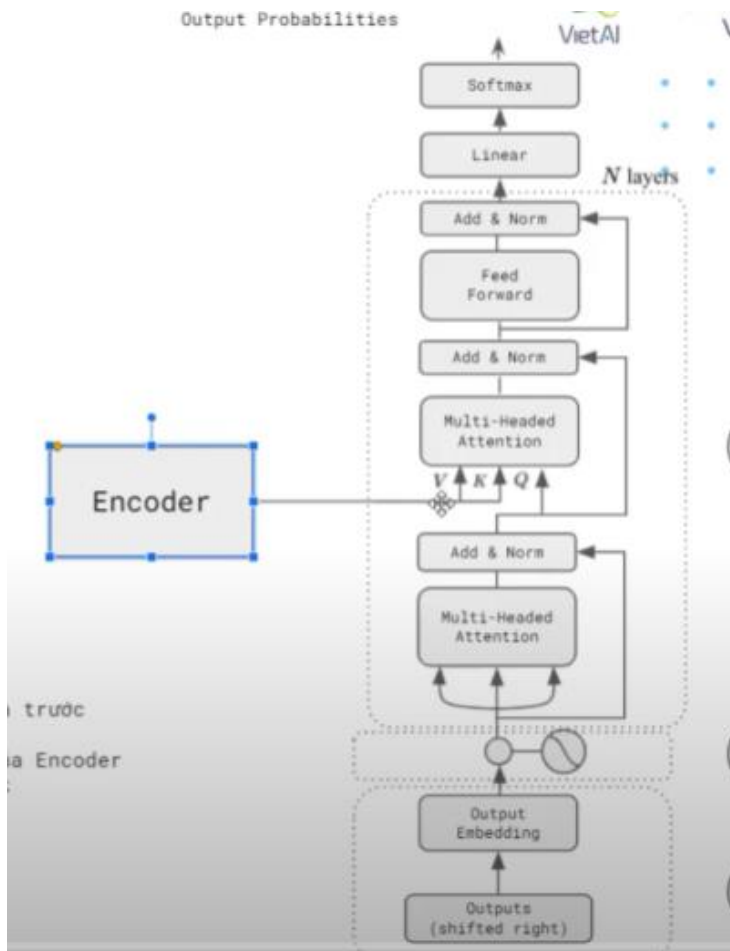 Output Probabilities
VietAI
Softmax
Linear
N layers
Add & Norm
Feed
Forward
Add & Norm
Multi-Headed
Attention
V K Q
Encoder
Add & Norm
Multi-Headed
Attention
trước
Encoder
Output
Embedding
Outputs
(shifted right)